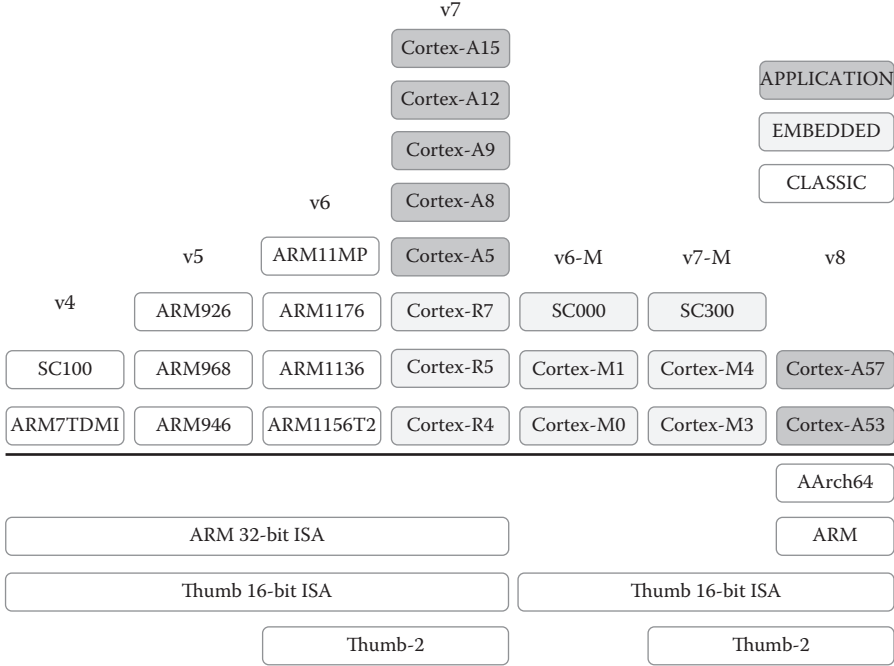 v7
Cortex-A15
APPLICATION
Cortex-A12
EMBEDDED
Cortex-A9
CLASSIC
v6
Cortex-A8
v5
ARM11MP
Cortex-A5
v6-M
v7-M
v8
v4
ARM926
ARM1176
Cortex-R7
SC000
SC300
SC100
ARM968
ARM1136
Cortex-R5
Cortex-M1
Cortex-M4
Cortex-A57
ARM7TDMI
ARM946
ARM1156T2
Cortex-R4
Cortex-M0
Cortex-M3
Cortex-A53
AArch64
ARM 32-bit ISA
ARM
Thumb 16-bit ISA
Thumb 16-bit ISA
Thumb-2
Thumb-2